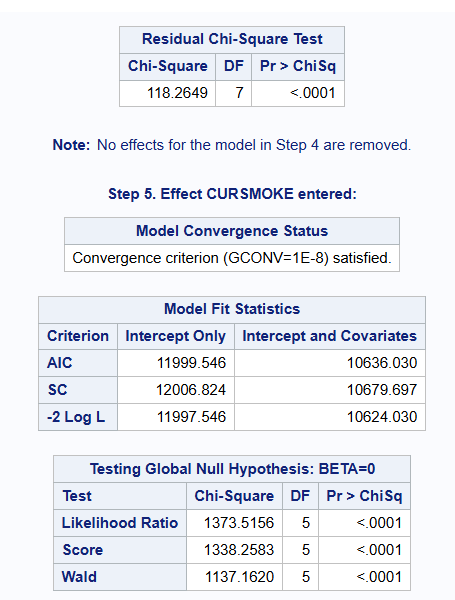 Residual Chi-Square Test
Chi-Square DF Pr > ChiSq
118.2649 7 <.0001
Note: No effects for the model in Step 4 are removed.
Step 5. Effect CURSMOKE entered:
Model Convergence Status
Convergence criterion (GCONV=1E-8) satisfied.
Model Fit Statistics
Criterion Intercept Only Intercept and Covariates
AIC 11999.546 10636.030
SC 12006.824 10679.697
-2 Log L 11997.546 10624.030
Testing Global Null Hypothesis: BETA=0
Test Chi-Square DF Pr > ChiSq
Likelihood Ratio 1373.5156 5 <.0001
Score 1338.2583 5 <.0001
Wald 1137.1620 5 <.0001